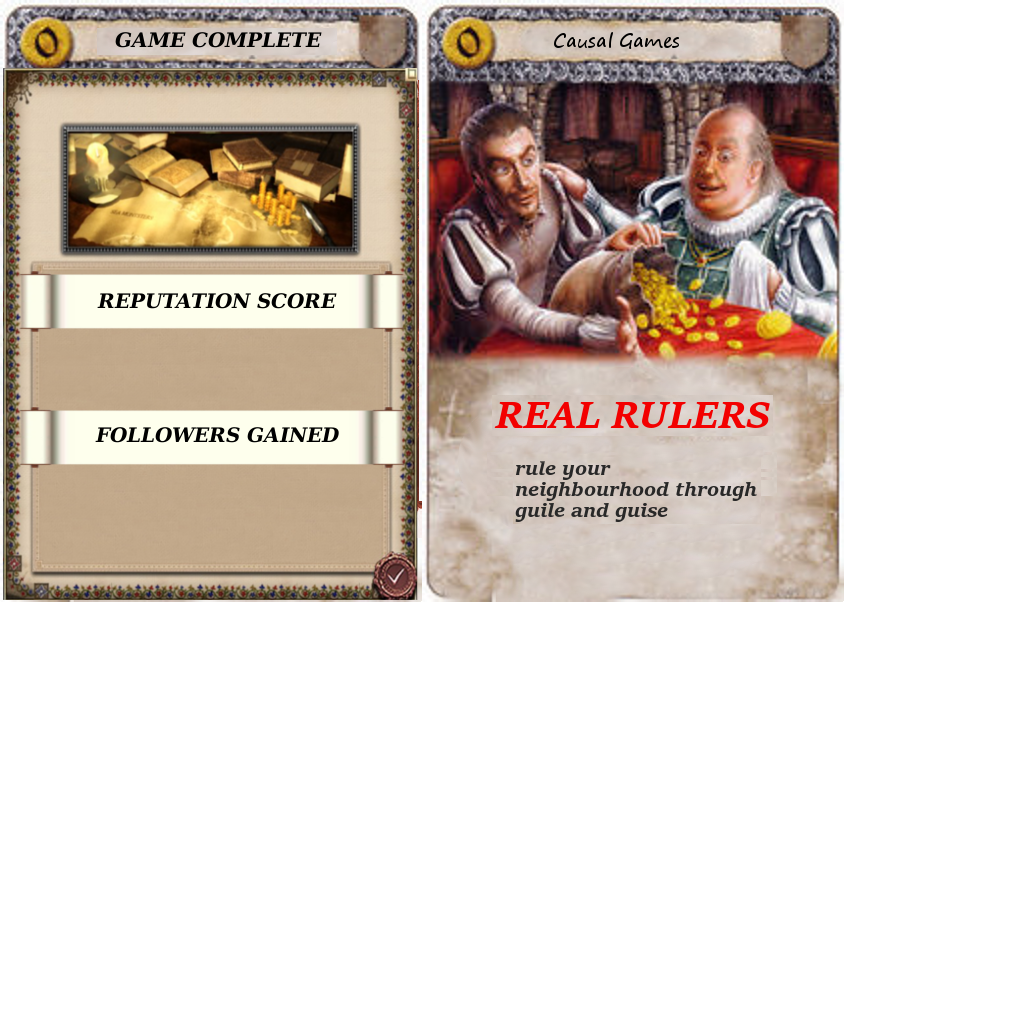 GAME COMPLETE
REPUTATION SCORE
FOLLOWERS GAINED
Causal Games
REAL RULERS
rule your
neighbourhood through
guile and guise